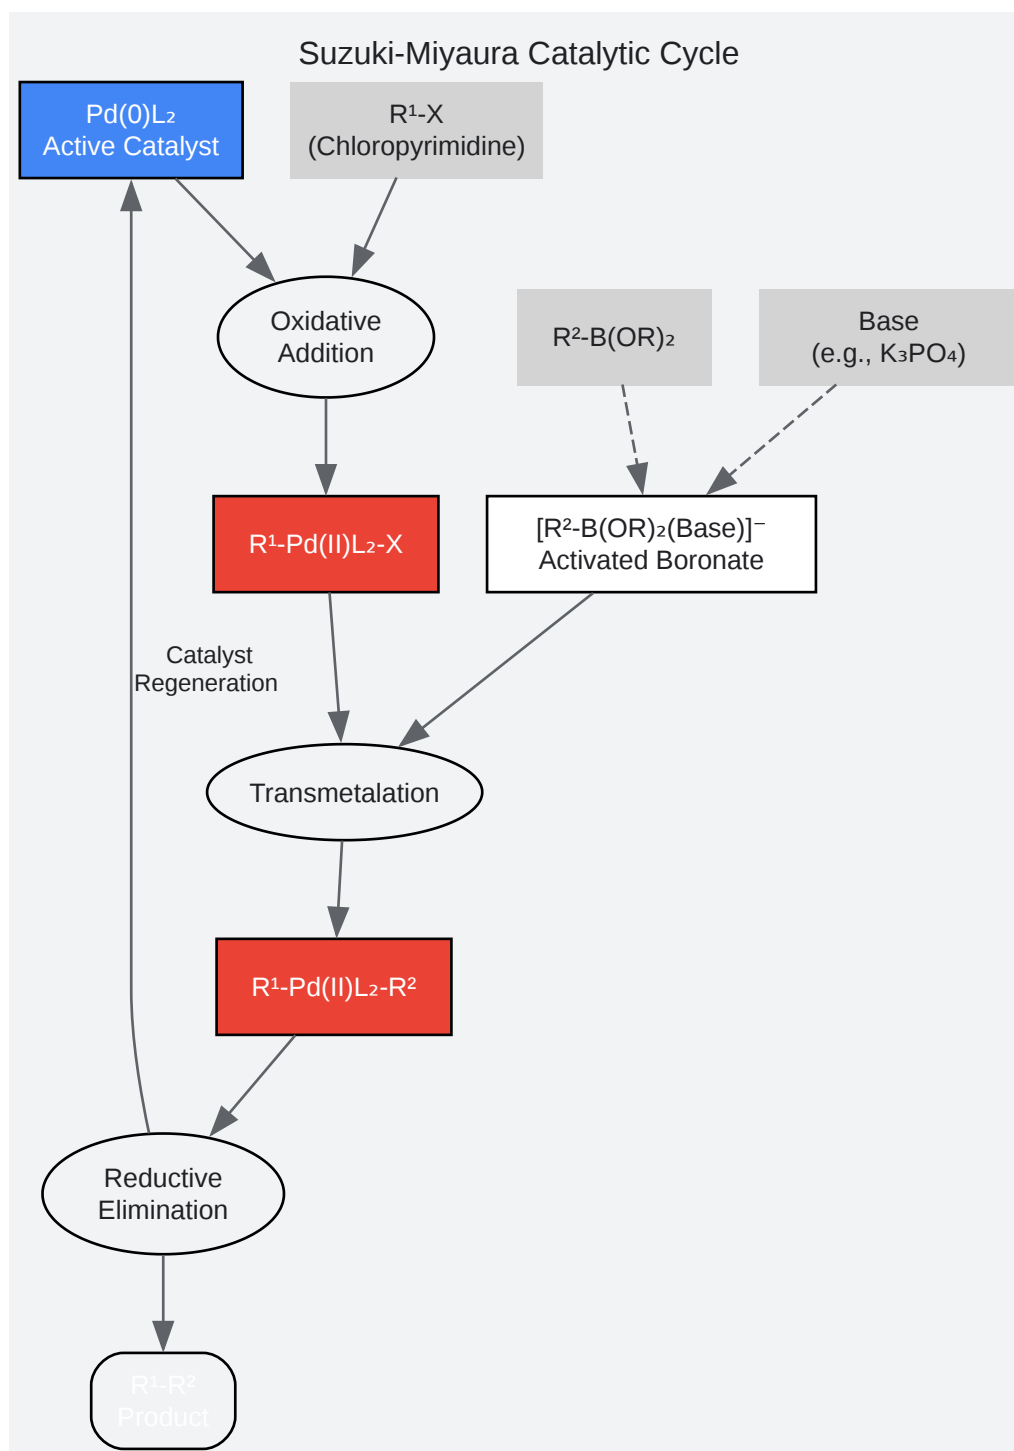 Suzuki-Miyaura Catalytic Cycle
Pd(0)L₂
Active Catalyst
R¹-X
(Chloropyrimidine)
Oxidative
Addition
R²-B(OR)₂
Base
(e.g., K₃PO₄)
R¹-Pd(II)L₂-X
[R²-B(OR)₂(Base)]⁻
Activated Boronate
Catalyst
Regeneration
Transmetalation
R¹-Pd(II)L₂-R²
Reductive
Elimination
R¹-R²
Product